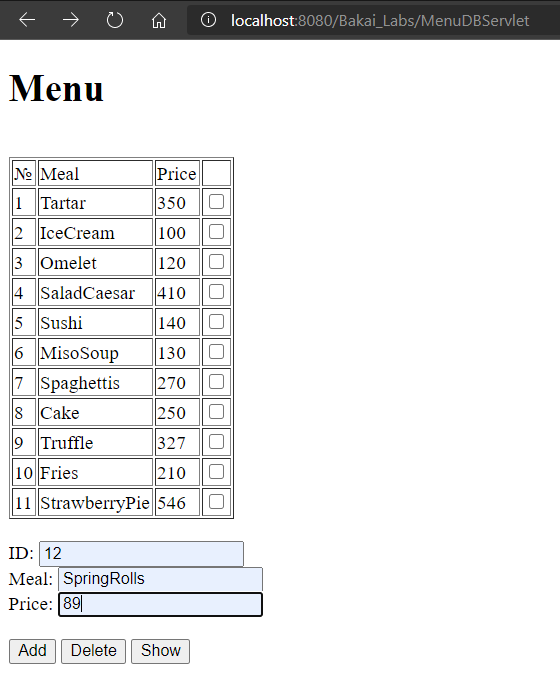 localhost:8080/Bakai_Labs/MenuDBServlet
Menu
№ Meal Price
1 Tartar 350
2 IceCream 100
3 Omelet 120
4 SaladCaesar 410
5 Sushi 140
6 MisoSoup 130
7 Spaghettis 270
8 Cake 250
9 Truffle 327
10 Fries 210
11 StrawberryPie 546
ID: 12
Meal: SpringRolls
Price: 89
Add Delete Show